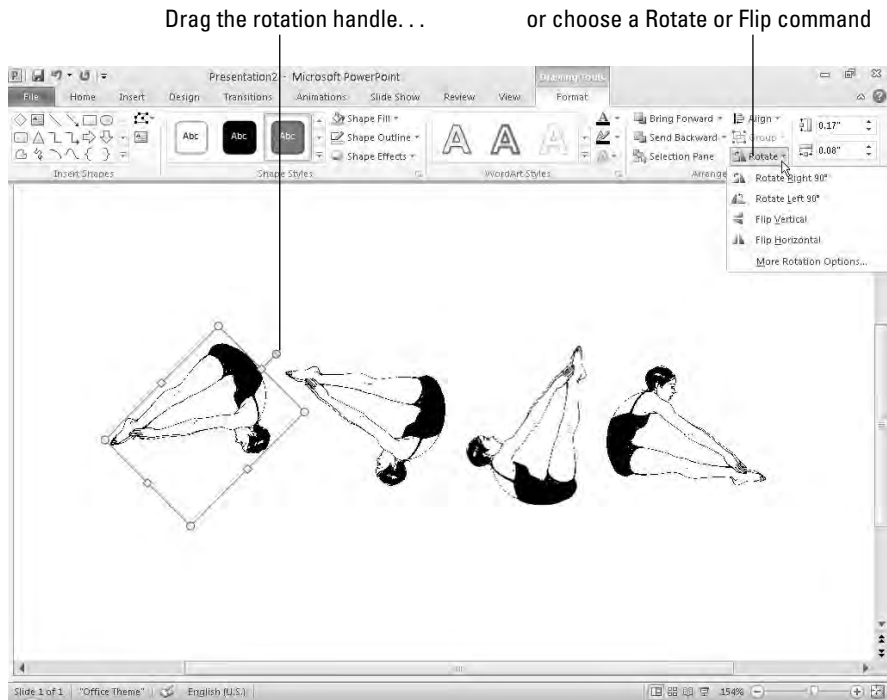 Drag the rotation handle. . .
or choose a Rotate or Flip command
Presentation2 - Microsoft PowerPoint
Drawing Tools
File Home Insert Design Transitions Animations Slide Show Review View Format
Shape Fill
Shape Outline
Shape Effects
Abc Abc Abc
A A A
A
A
Bring Forward
Send Backward
Selection Pane
Align
Group
Rotate
0.17"
0.08"
Insert Shapes Shape Styles WordArt Styles Arrange
Rotate Right 90°
Rotate Left 90°
Flip Vertical
Flip Horizontal
More Rotation Options...
Slide 1 of 1 "Office Theme" English (U.S.) 154%